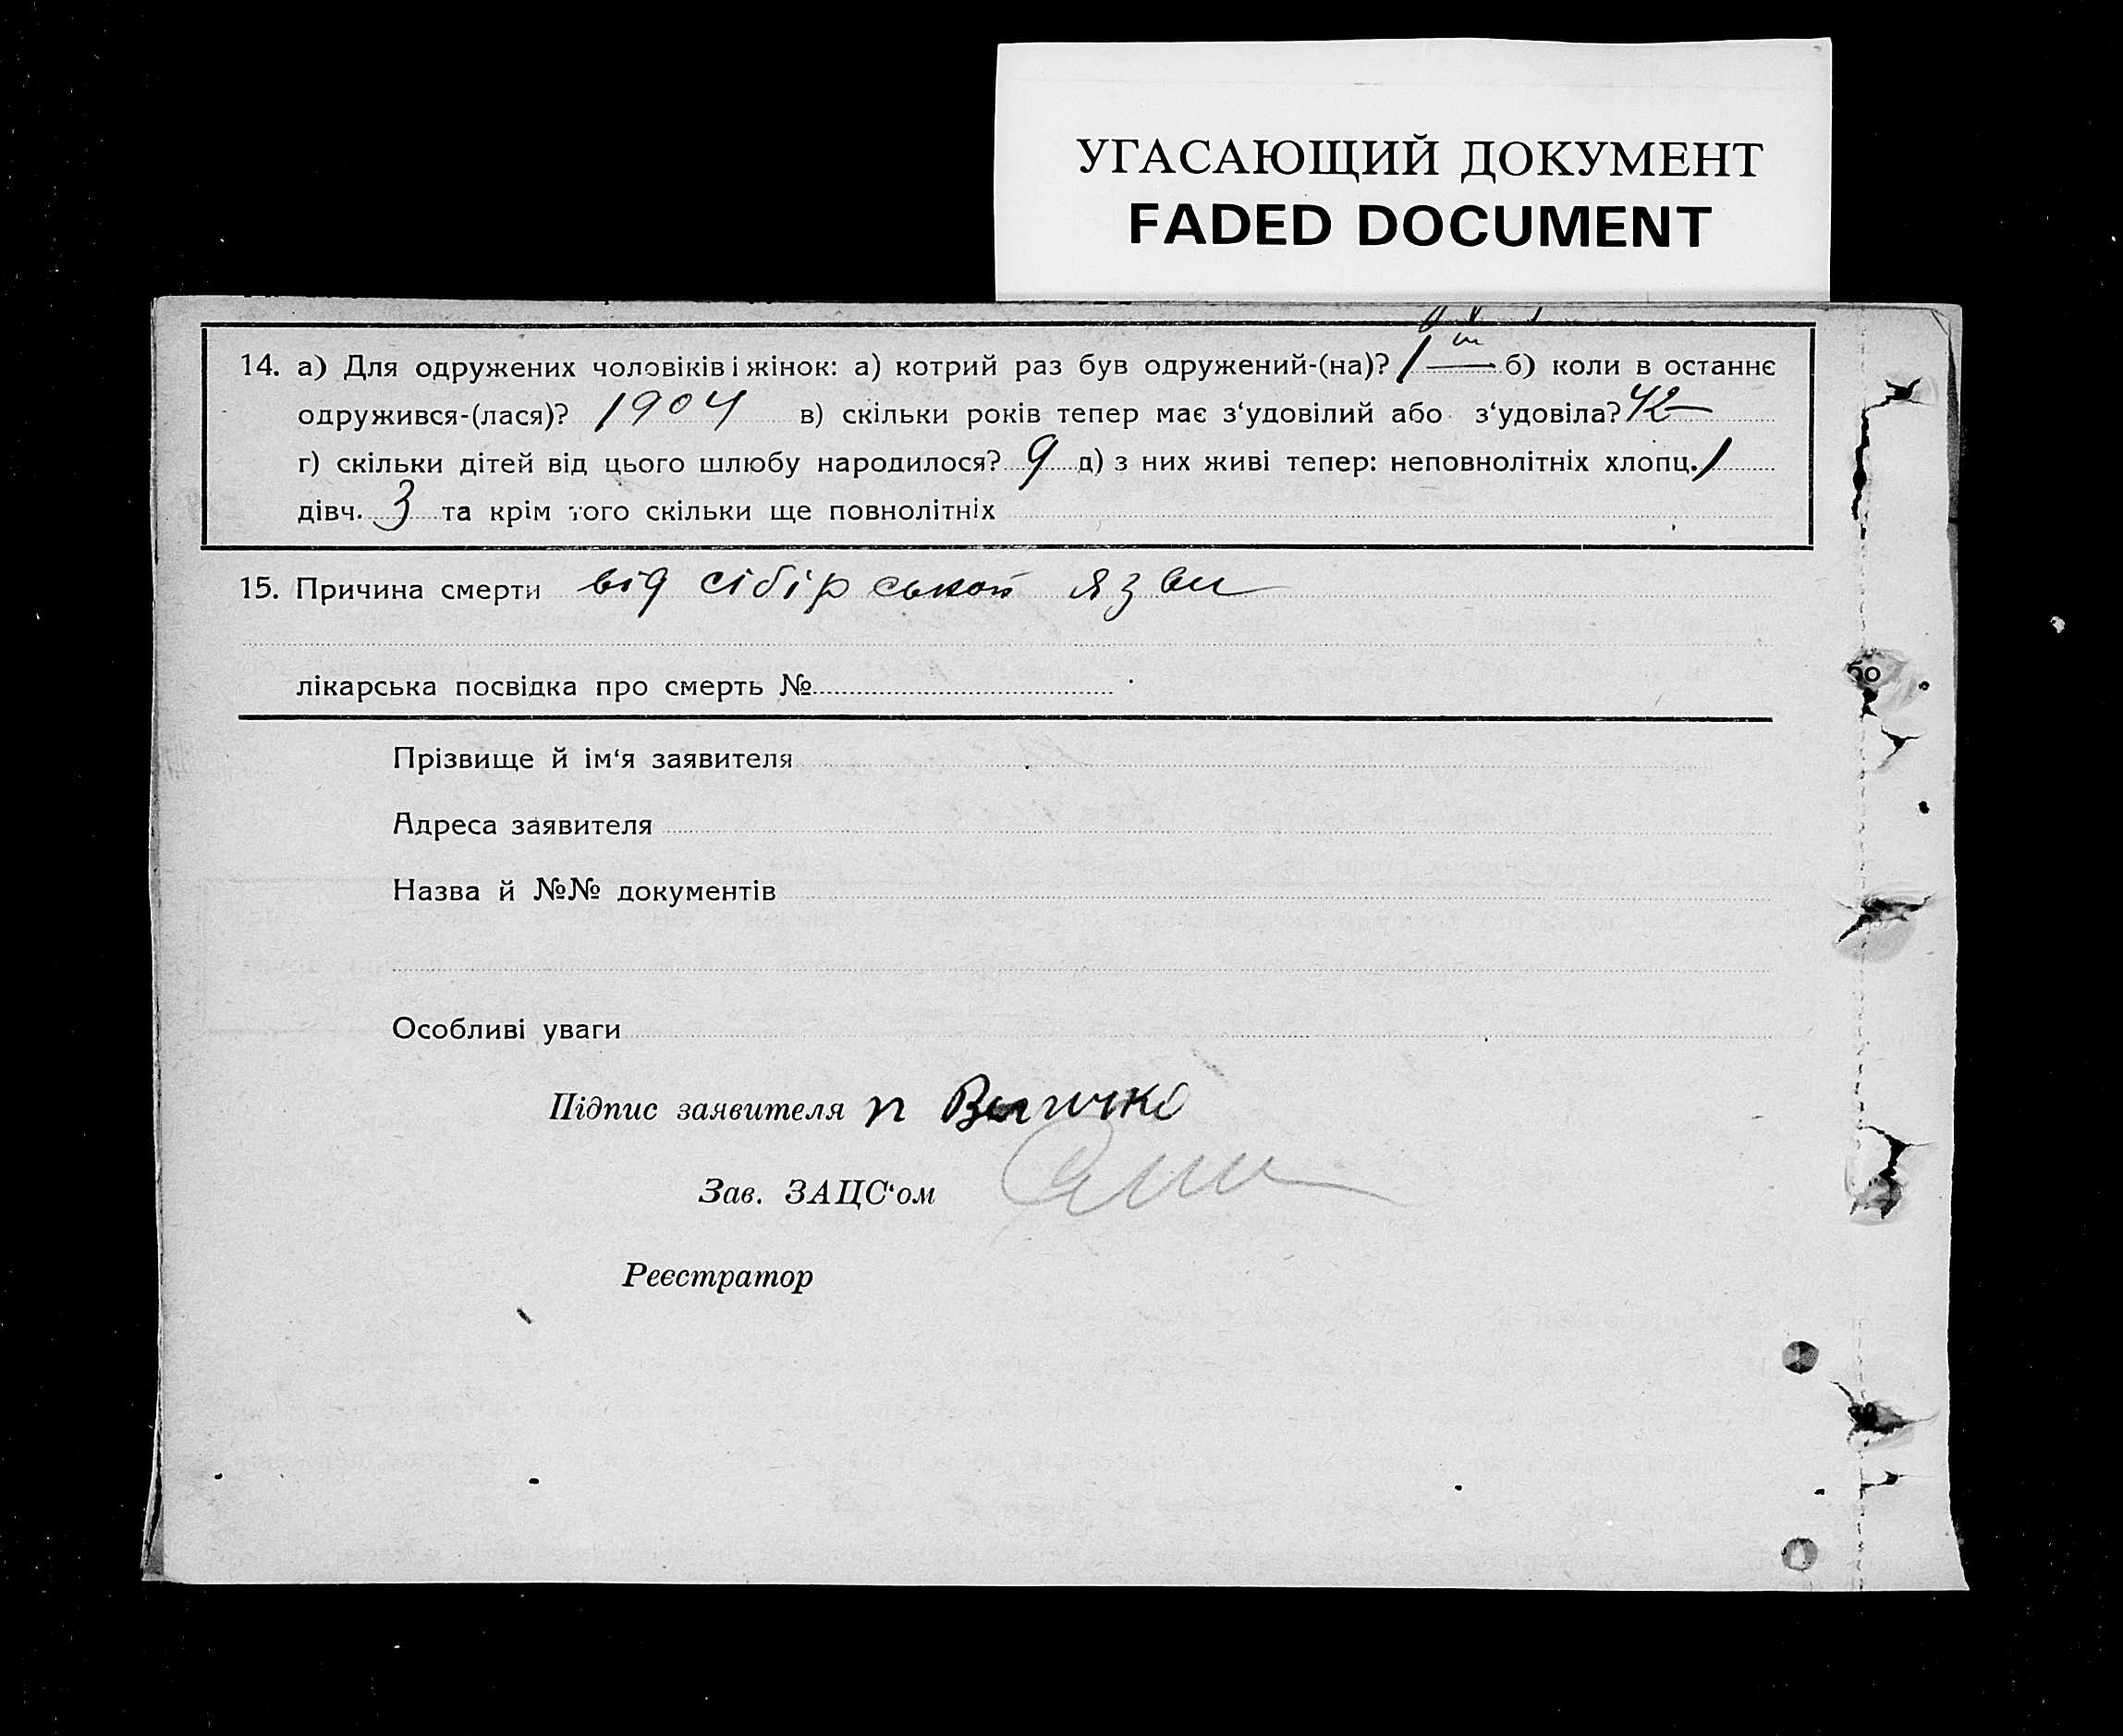 УГАСАЮЩИЙ ДОКУМЕНТ
FADED DOCUMENT
14. а) Для одружених чоловіків і жінок: а) котрий раз був одружений-(на)? 1 ий б) коли в останнє
одружився-(лася)? 1904 в) скільки років тепер має з‘удовілий або з‘удовіла? 42
г) скільки дітей від цього шлюбу народилося? 9 д) з них живі тепер: неповнолітніх хлопц. 1
дівч. 3 та крім того скільки ще повнолітніх
15. Причина смерти від сібірської язви
лікарська посвідка про смерть №
Прізвище й ім‘я заявителя
Адреса заявителя
Назва й №№ документів
Особливі уваги
Підпис заявителя п Величко
Зав. ЗАЦС‘ом
Реєстратор